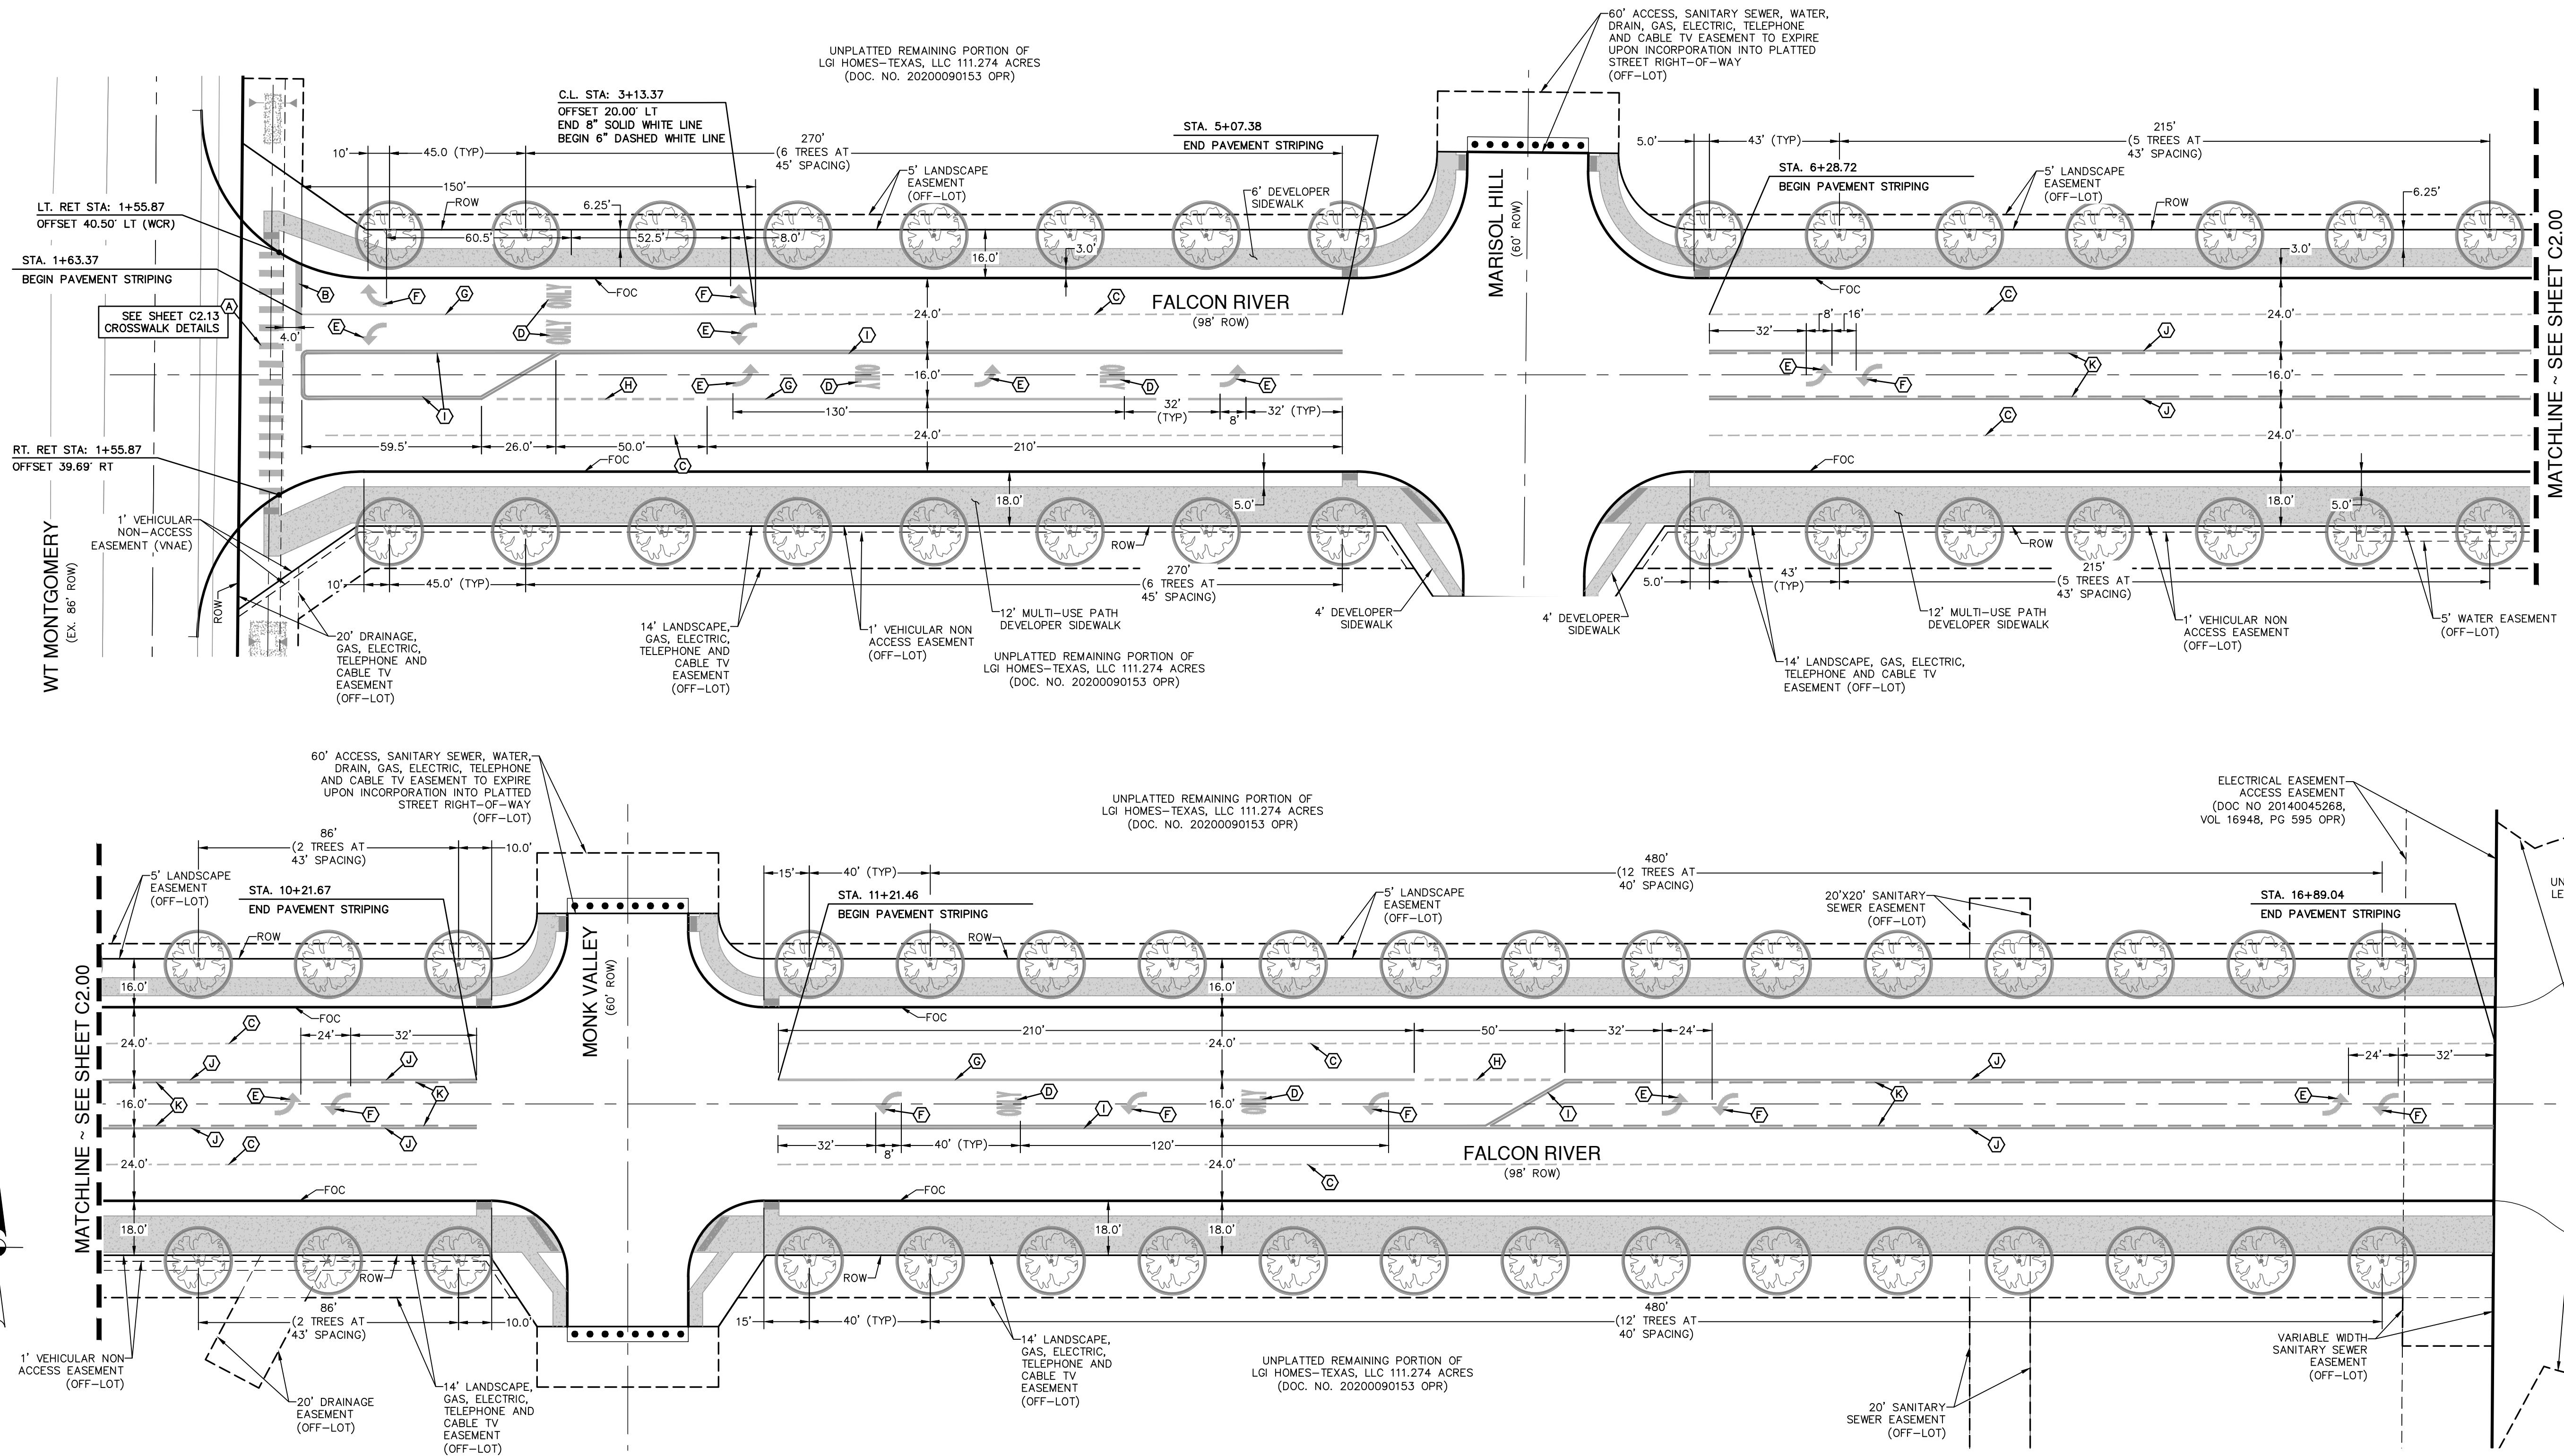 UNPLATTED REMAINING PORTION OF
LGI HOMES-TEXAS, LLC 111.274 ACRES
(DOC. NO. 20200090153 OPR)
60' ACCESS, SANITARY SEWER, WATER,
DRAIN, GAS, ELECTRIC, TELEPHONE
AND CABLE TV EASEMENT TO EXPIRE
UPON INCORPORATION INTO PLATTED
STREET RIGHT-OF-WAY
(OFF-LOT)
C.L. STA: 3+13.37
OFFSET 20.00' LT
END 8" SOLID WHITE LINE
BEGIN 6" DASHED WHITE LINE
270'
(6 TREES AT
45' SPACING)
STA. 5+07.38
END PAVEMENT STRIPING
10'
45.0 (TYP)
150'
ROW
5' LANDSCAPE
EASEMENT
(OFF-LOT)
6' DEVELOPER
SIDEWALK
6.25'
60.5'
52.5'
8.0'
16.0'
3.0'
LT. RET STA: 1+55.87
OFFSET 40.50' LT (WCR)
STA. 1+63.37
BEGIN PAVEMENT STRIPING
SEE SHEET C2.13
CROSSWALK DETAILS
A
B
4.0'
F
G
E
D
ONLY
ONLY
FOC
F
E
24.0'
C
FALCON RIVER
(98' ROW)
I
16.0'
H
E
G
D
ONLY
E
ONLY
D
E
I
130'
32'
(TYP)
8'
32' (TYP)
59.5'
26.0'
50.0'
210'
24.0'
C
FOC
RT. RET STA: 1+55.87
OFFSET 39.69' RT
18.0'
5.0'
1' VEHICULAR
NON-ACCESS
EASEMENT (VNAE)
WT MONTGOMERY
(EX. 86' ROW)
ROW
10'
45.0' (TYP)
ROW
270'
(6 TREES AT
45' SPACING)
20' DRAINAGE,
GAS, ELECTRIC,
TELEPHONE AND
CABLE TV
EASEMENT
(OFF-LOT)
14' LANDSCAPE,
GAS, ELECTRIC,
TELEPHONE AND
CABLE TV
EASEMENT
(OFF-LOT)
1' VEHICULAR NON
ACCESS EASEMENT
(OFF-LOT)
12' MULTI-USE PATH
DEVELOPER SIDEWALK
UNPLATTED REMAINING PORTION OF
LGI HOMES-TEXAS, LLC 111.274 ACRES
(DOC. NO. 20200090153 OPR)
4' DEVELOPER
SIDEWALK
MARISOL HILL
(60' ROW)
4' DEVELOPER
SIDEWALK
5.0'
43' (TYP)
215'
(5 TREES AT
43' SPACING)
STA. 6+28.72
BEGIN PAVEMENT STRIPING
5' LANDSCAPE
EASEMENT
(OFF-LOT)
ROW
6.25'
3.0'
FOC
C
24.0'
32'
8'
16'
J
E
F
K
16.0'
J
C
24.0'
FOC
18.0'
5.0'
ROW
5.0'
43'
(TYP)
215'
(5 TREES AT
43' SPACING)
12' MULTI-USE PATH
DEVELOPER SIDEWALK
14' LANDSCAPE, GAS, ELECTRIC,
TELEPHONE AND CABLE TV
EASEMENT (OFF-LOT)
1' VEHICULAR NON
ACCESS EASEMENT
(OFF-LOT)
5' WATER EASEMENT
(OFF-LOT)
MATCHLINE ~ SEE SHEET C2.00
60' ACCESS, SANITARY SEWER, WATER,
DRAIN, GAS, ELECTRIC, TELEPHONE
AND CABLE TV EASEMENT TO EXPIRE
UPON INCORPORATION INTO PLATTED
STREET RIGHT-OF-WAY
(OFF-LOT)
UNPLATTED REMAINING PORTION OF
LGI HOMES-TEXAS, LLC 111.274 ACRES
(DOC. NO. 20200090153 OPR)
ELECTRICAL EASEMENT
ACCESS EASEMENT
(DOC NO 20140045268,
VOL 16948, PG 595 OPR)
UN
LE
MATCHLINE ~ SEE SHEET C2.00
86'
(2 TREES AT
43' SPACING)
10.0'
5' LANDSCAPE
EASEMENT
(OFF-LOT)
STA. 10+21.67
END PAVEMENT STRIPING
ROW
16.0'
FOC
C
24'
32'
24.0'
J
J
K
E
F
K
16.0'
J
C
J
24.0'
FOC
18.0'
ROW
86'
(2 TREES AT
43' SPACING)
10.0'
1' VEHICULAR NON
ACCESS EASEMENT
(OFF-LOT)
20' DRAINAGE
EASEMENT
(OFF-LOT)
14' LANDSCAPE,
GAS, ELECTRIC,
TELEPHONE AND
CABLE TV
EASEMENT
(OFF-LOT)
MONK VALLEY
(60' ROW)
15'
40' (TYP)
480'
(12 TREES AT
40' SPACING)
STA. 11+21.46
BEGIN PAVEMENT STRIPING
5' LANDSCAPE
EASEMENT
(OFF-LOT)
20'X20' SANITARY
SEWER EASEMENT
(OFF-LOT)
STA. 16+89.04
END PAVEMENT STRIPING
ROW
16.0'
FOC
210'
50'
32'
24'
24.0'
C
G
H
J
24'
32'
F
ONLY
D
16.0'
I
F
ONLY
D
F
I
E
F
K
E
F
32'
8'
40' (TYP)
120'
24.0'
C
FALCON RIVER
(98' ROW)
J
FOC
18.0'
18.0'
ROW
15'
40' (TYP)
480'
(12' TREES AT
40' SPACING)
14' LANDSCAPE,
GAS, ELECTRIC,
TELEPHONE AND
CABLE TV
EASEMENT
(OFF-LOT)
UNPLATTED REMAINING PORTION OF
LGI HOMES-TEXAS, LLC 111.274 ACRES
(DOC. NO. 20200090153 OPR)
20' SANITARY
SEWER EASEMENT
(OFF-LOT)
VARIABLE WIDTH
SANITARY SEWER
EASEMENT
(OFF-LOT)